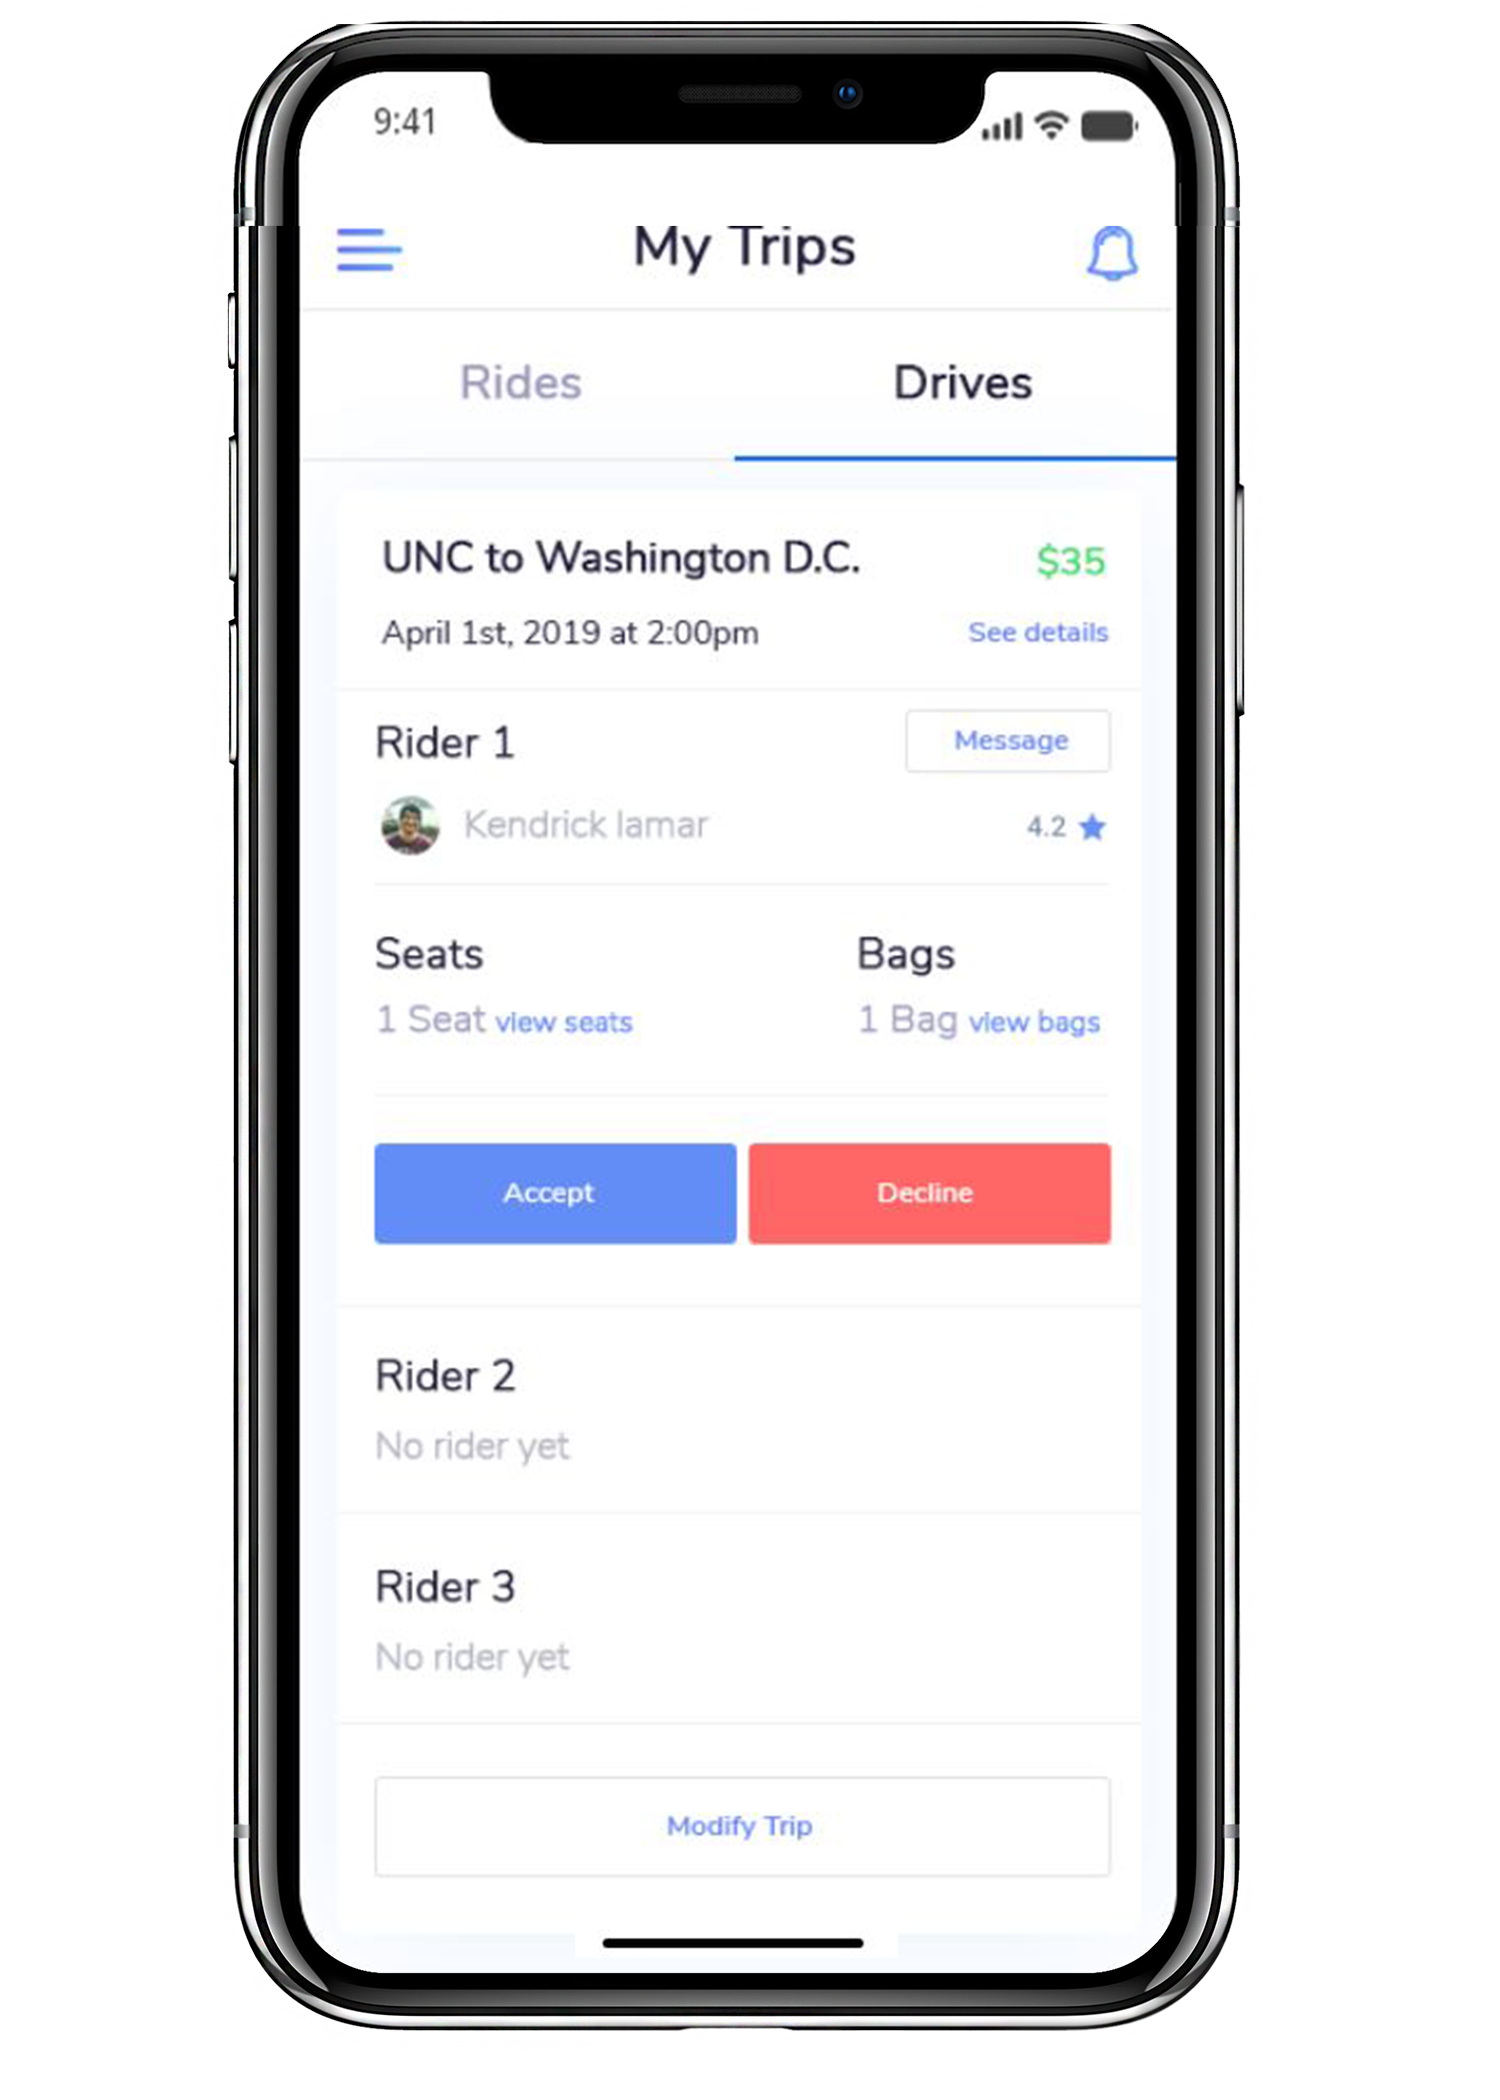 9:41
My Trips
Rides Drives
UNC to Washington D.C. $35
April 1st, 2019 at 2:00pm See details
Rider 1 Message
Kendrick lamar 4.2
Seats Bags
1 Seat view seats 1 Bag view bags
Accept Decline
Rider 2
No rider yet
Rider 3
No rider yet
Modify Trip